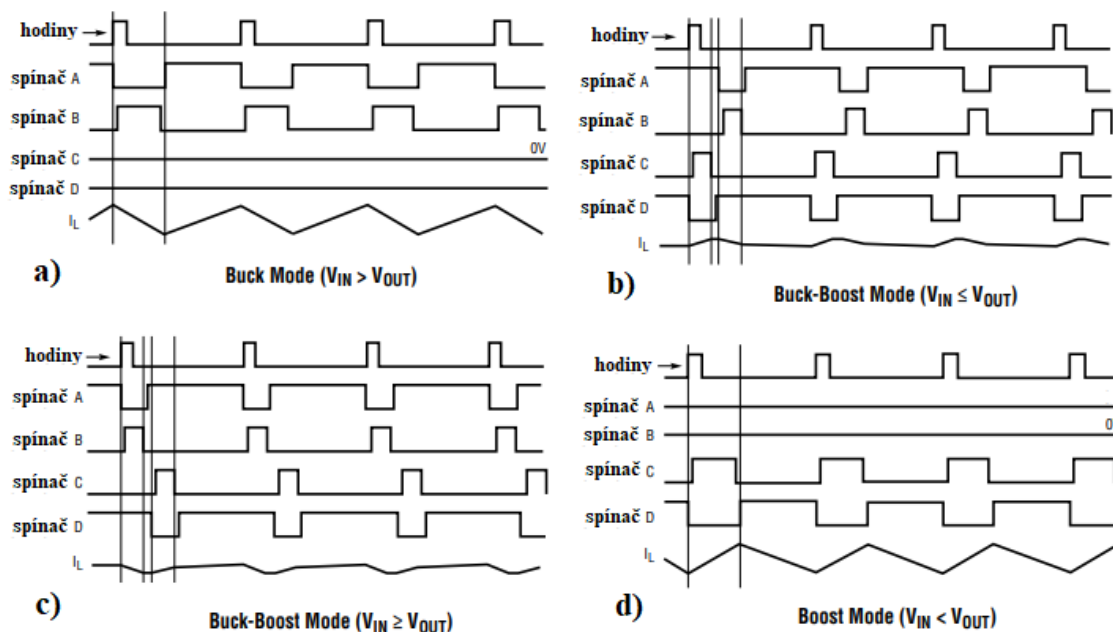 hodiny
spínač A
spínač B
0V
spínač C
spínač D
IL
a)
Buck Mode (VIN > VOUT)
hodiny
spínač A
spínač B
spínač C
spínač D
IL
b)
Buck-Boost Mode (VIN ≤ VOUT)
hodiny
spínač A
spínač B
spínač C
spínač D
IL
c)
Buck-Boost Mode (VIN ≥ VOUT)
hodiny
spínač A
0
spínač B
spínač C
spínač D
IL
d)
Boost Mode (VIN < VOUT)